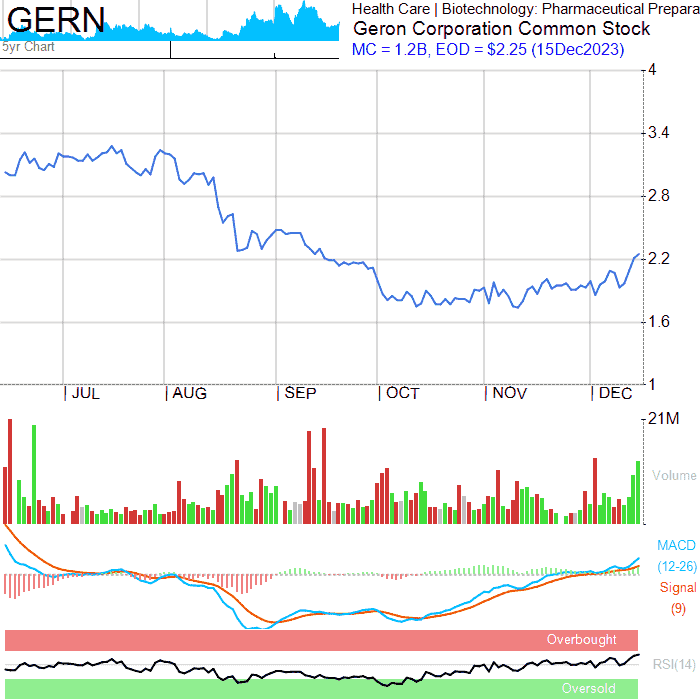 GERN
5yr Chart
Health Care | Biotechnology: Pharmaceutical Prepara
Geron Corporation Common Stock
MC = 1.2B, EOD = $2.25 (15Dec2023)
4
3.4
2.8
2.2
1.6
1
JUL AUG SEP OCT NOV DEC
21M
Volume
MACD
(12-26)
Signal
(9)
Overbought
RSI(14)
Oversold